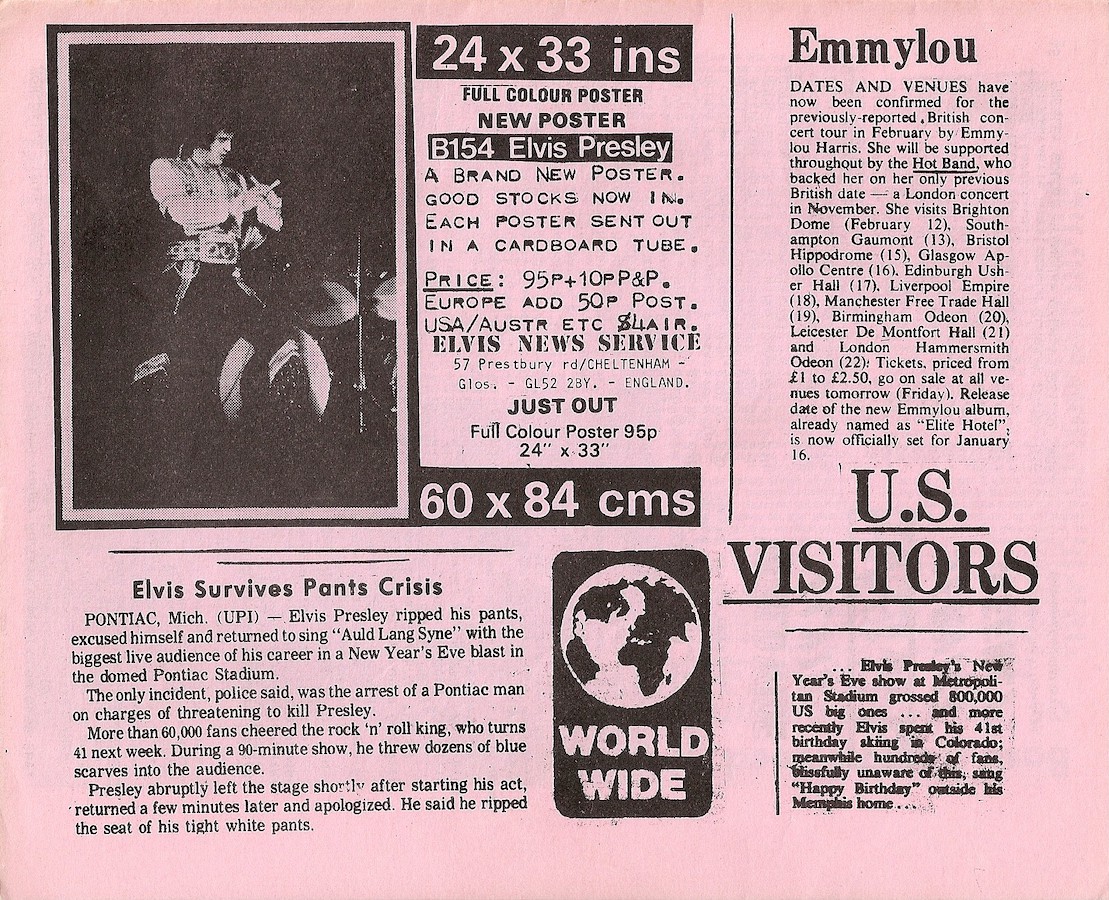 24 x 33 ins
FULL COLOUR POSTER
NEW POSTER
B154 Elvis Presley
A BRAND NEW POSTER.
GOOD STOCKS NOW IN.
EACH POSTER SENT OUT
IN A CARDBOARD TUBE.
PRICE: 95P+10PP&P.
EUROPE ADD 50P POST.
USA/AUSTR ETC $4AIR.
ELVIS NEWS SERVICE
57 Prestbury rd/CHELTENHAM -
Glos. - GL52 2BY. - ENGLAND.
JUST OUT
Full Colour Poster 95p
24" x 33"
60 x 84 cms
Emmylou
DATES AND VENUES have
now been confirmed for the
previously-reported British con-
cert tour in February by Emmy-
lou Harris. She will be supported
throughout by the Hot Band, who
backed her on her only previous
British date — a London concert
in November. She visits Brighton
Dome (February 12), South-
ampton Gaumont (13), Bristol
Hippodrome (15), Glasgow Ap-
ollo Centre (16), Edinburgh Ush-
er Hall (17), Liverpool Empire
(18), Manchester Free Trade Hall
(19), Birmingham Odeon (20),
Leicester De Montfort Hall (21)
and London Hammersmith
Odeon (22): Tickets, priced from
£1 to £2.50, go on sale at all ve-
nues tomorrow (Friday). Release
date of the new Emmylou album,
already named as "Elite Hotel",
is now officially set for January
16.
Elvis Survives Pants Crisis
PONTIAC, Mich. (UPI) — Elvis Presley ripped his pants,
excused himself and returned to sing "Auld Lang Syne" with the
biggest live audience of his career in a New Year's Eve blast in
the domed Pontiac Stadium.
The only incident, police said, was the arrest of a Pontiac man
on charges of threatening to kill Presley.
More than 60,000 fans cheered the rock 'n' roll king, who turns
41 next week. During a 90-minute show, he threw dozens of blue
scarves into the audience.
Presley abruptly left the stage shortly after starting his act,
returned a few minutes later and apologized. He said he ripped
the seat of his tight white pants.
WORLD
WIDE
U.S.
VISITORS
... Elvis Presley's New
Year's Eve show at Metropoli-
tan Stadium grossed 800,000
US big ones ... and more
recently Elvis spent his 41st
birthday skiing in Colorado;
meanwhile hundreds of fans,
blissfully unaware of this, sang
"Happy Birthday" outside his
Memphis home ...